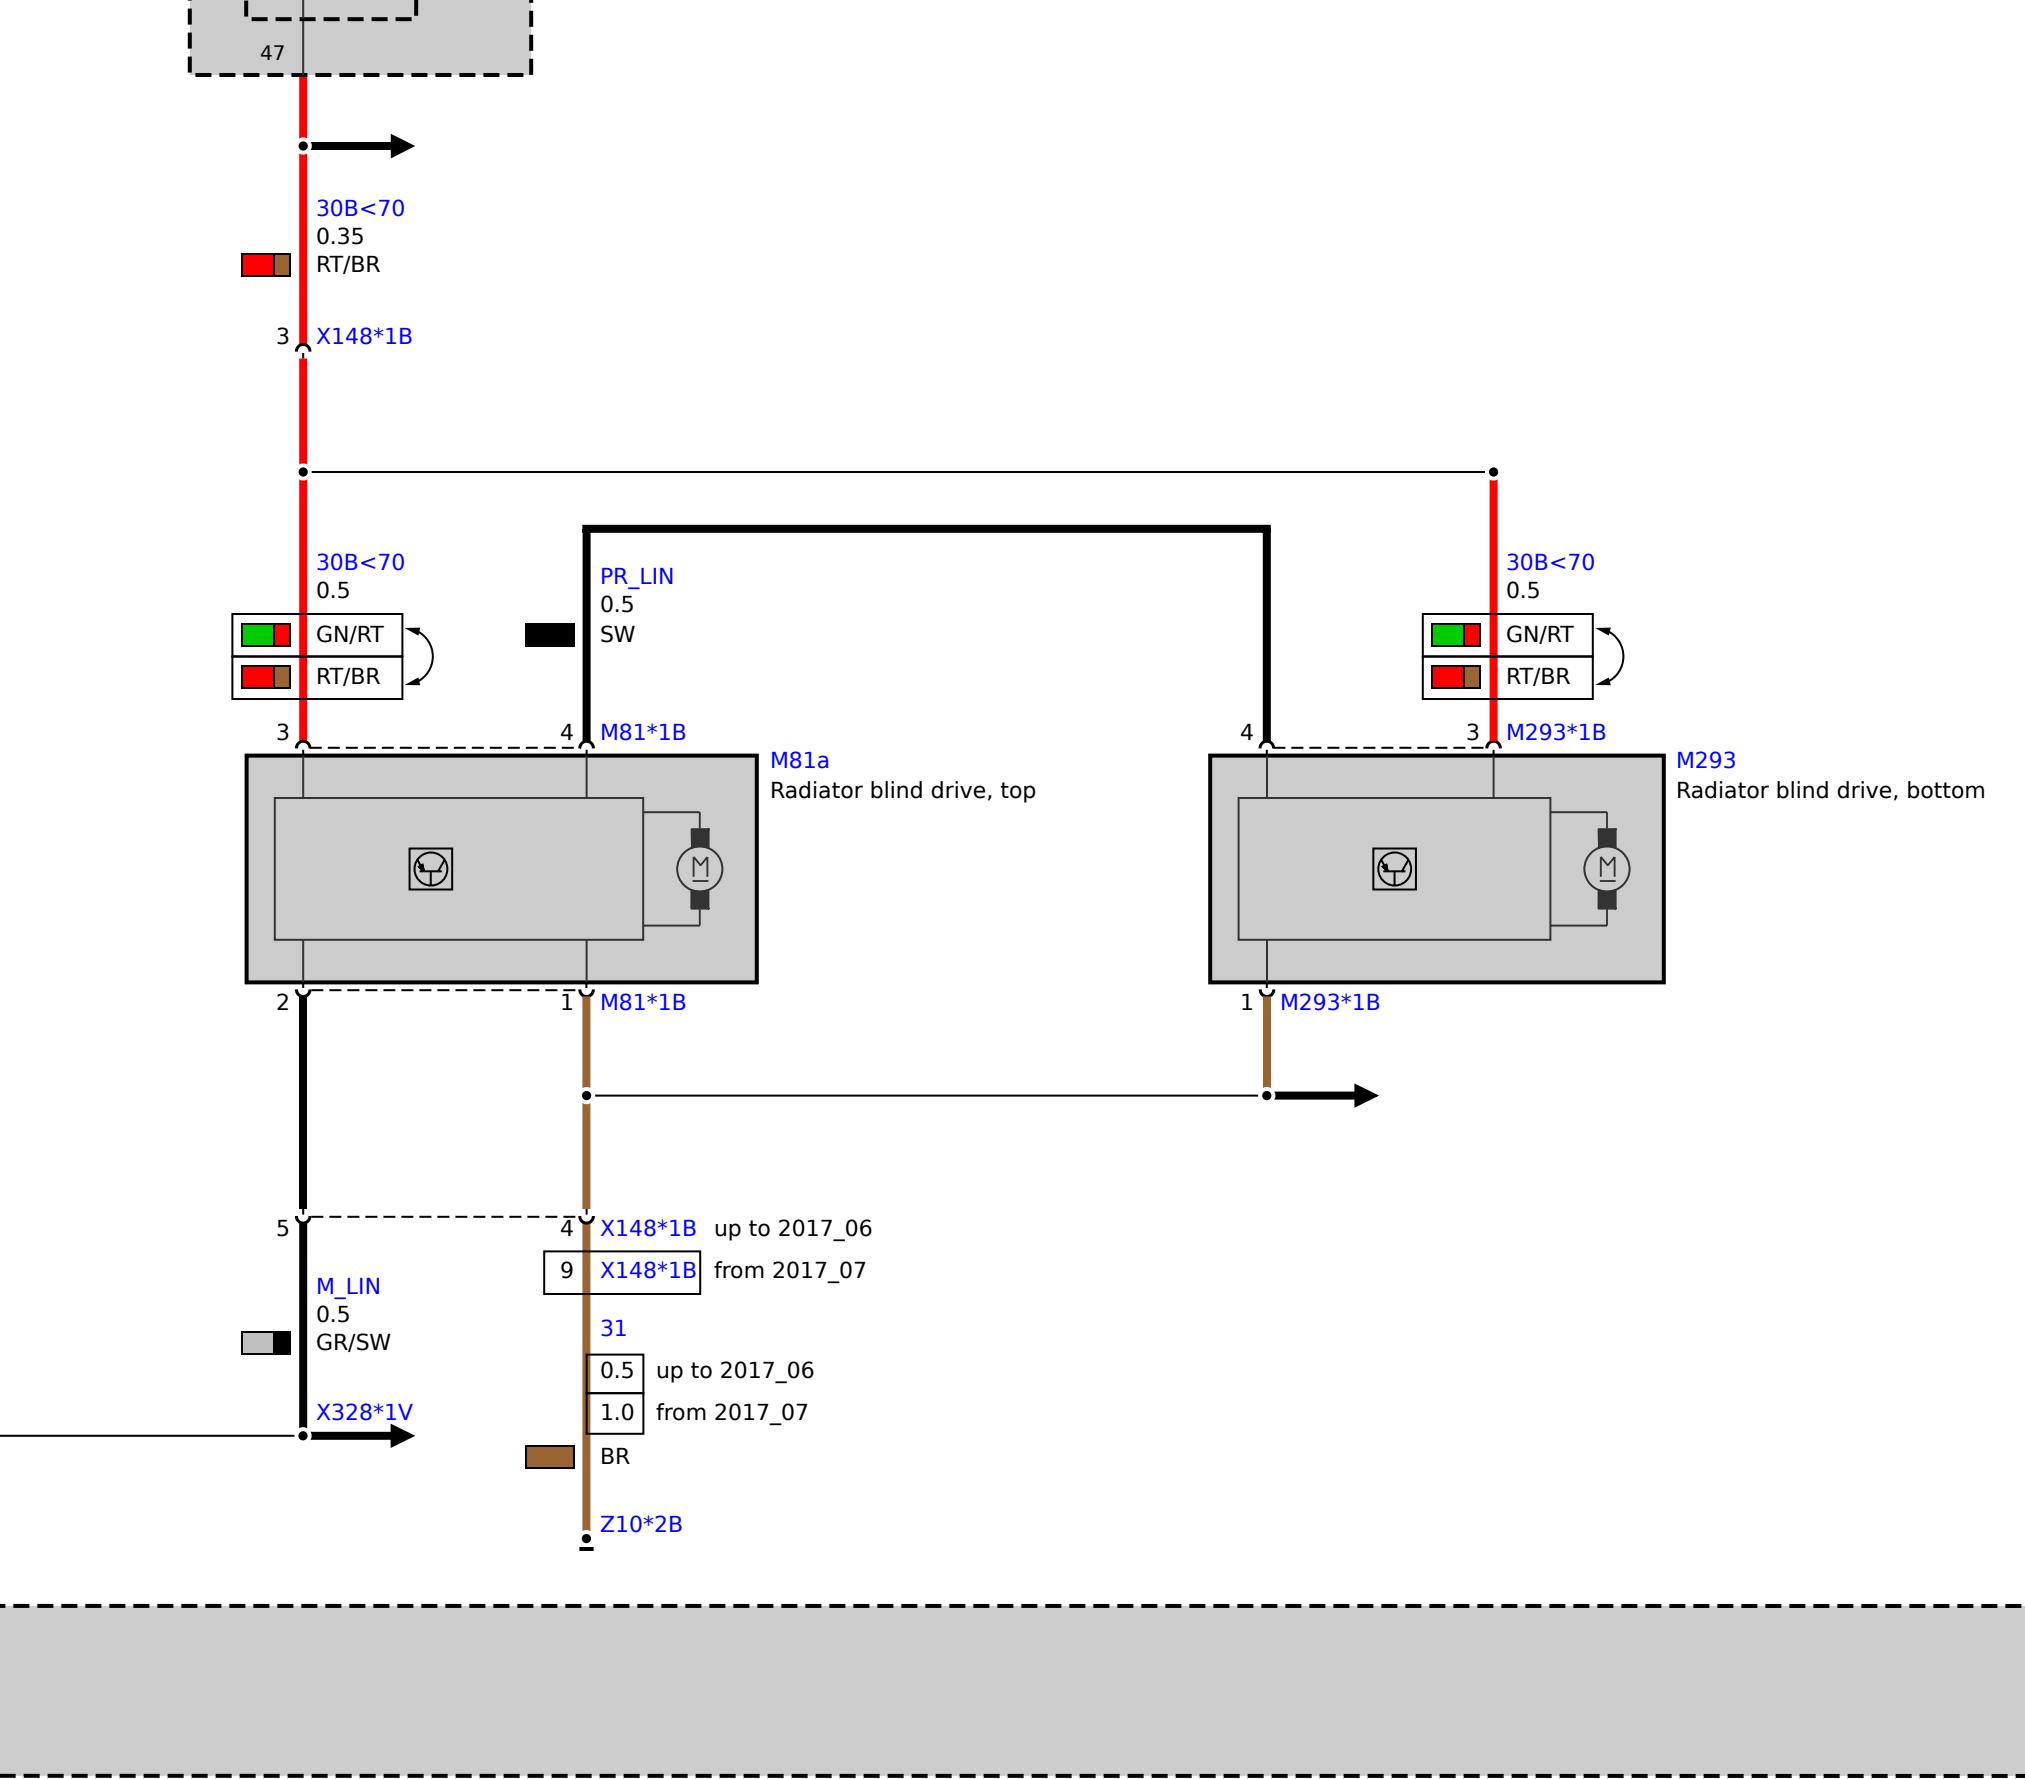 47
30B<70
0.35
RT/BR
3 X148*1B
30B<70
0.5
GN/RT
RT/BR
PR_LIN
0.5
SW
30B<70
0.5
GN/RT
RT/BR
3 4 M81*1B
4 3 M293*1B
M81a
Radiator blind drive, top
M293
Radiator blind drive, bottom
M
M
2 1 M81*1B
1 M293*1B
5 4 X148*1B up to 2017_06
9 X148*1B from 2017_07
M_LIN
0.5
GR/SW
31
0.5 up to 2017_06
1.0 from 2017_07
X328*1V
BR
Z10*2B